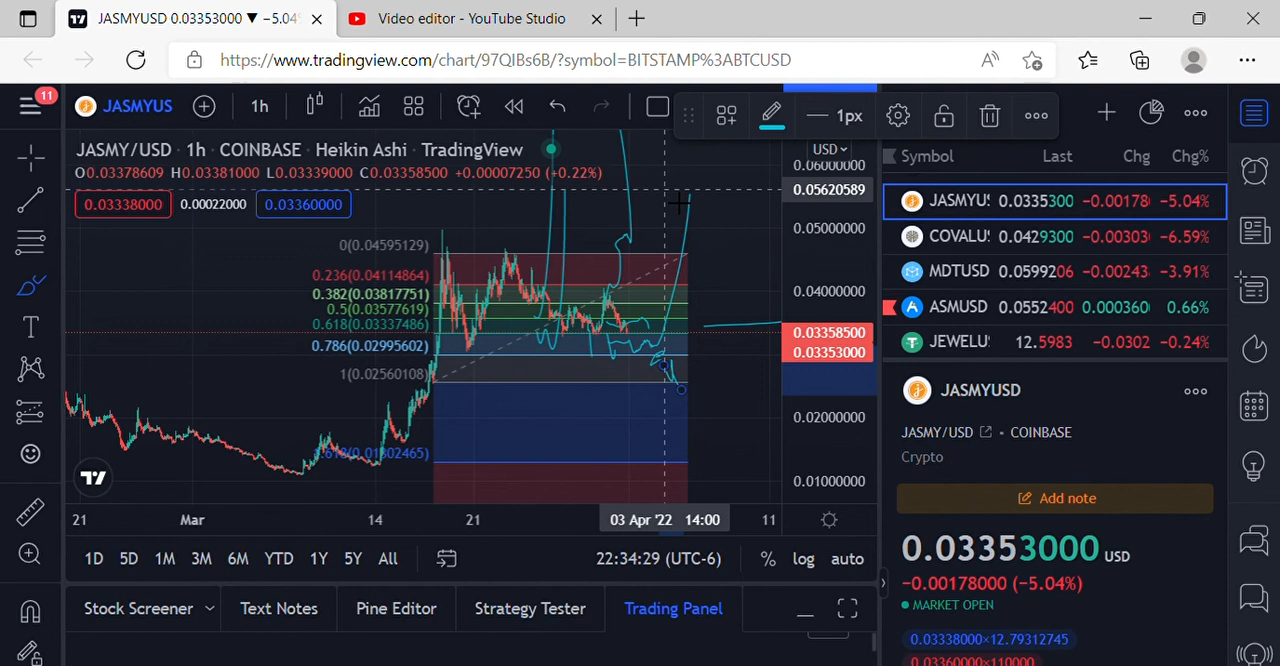 JASMYUSD 0.03353000 ▼ −5.04
Video editor - YouTube Studio
https://www.tradingview.com/chart/97QIBs6B/?symbol=BITSTAMP%3ABTCUSD
11
JASMYUS
1h
1px
JASMY/USD · 1h · COINBASE · Heikin Ashi · TradingView
O0.03378609 H0.03381000 L0.03339000 C0.03358500 +0.00007250 (+0.22%)
0.03338000
0.00022000
0.03360000
USD
0.06000000
0.05620589
0.05000000
0.04000000
0.03358500
0.03353000
0.02000000
0.01000000
0(0.04595129)
0.236(0.04114864)
0.382(0.03817751)
0.5(0.03577619)
0.618(0.03337486)
0.786(0.02995602)
1(0.02560108)
1.618(0.01302465)
21
Mar
14
21
03 Apr '22 14:00
11
1D 5D 1M 3M 6M YTD 1Y 5Y All
22:34:29 (UTC-6)
% log auto
Stock Screener
Text Notes
Pine Editor
Strategy Tester
Trading Panel
Symbol Last Chg Chg%
JASMYUS 0.0335300 −0.00178 −5.04%
COVALU 0.0429300 −0.00303 −6.59%
MDTUSD 0.0599206 −0.00243 −3.91%
ASMUSD 0.0552400 0.000360 0.66%
JEWELU 12.5983 −0.0302 −0.24%
JASMYUSD
JASMY/USD · COINBASE
Crypto
Add note
0.03353000 USD
−0.00178000 (−5.04%)
MARKET OPEN
0.03338000×12.79312745
0.03360000×110000